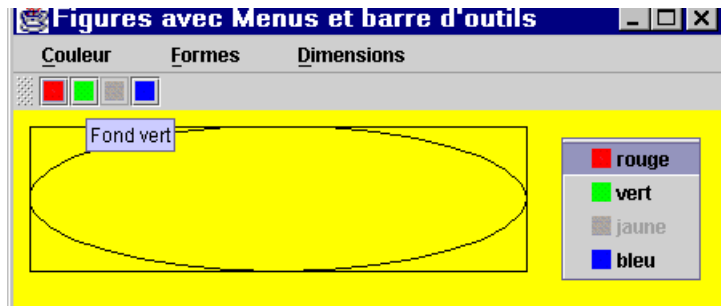 Figures avec Menus et barre d'outils
Couleur Formes Dimensions
Fond vert
rouge
vert
jaune
bleu